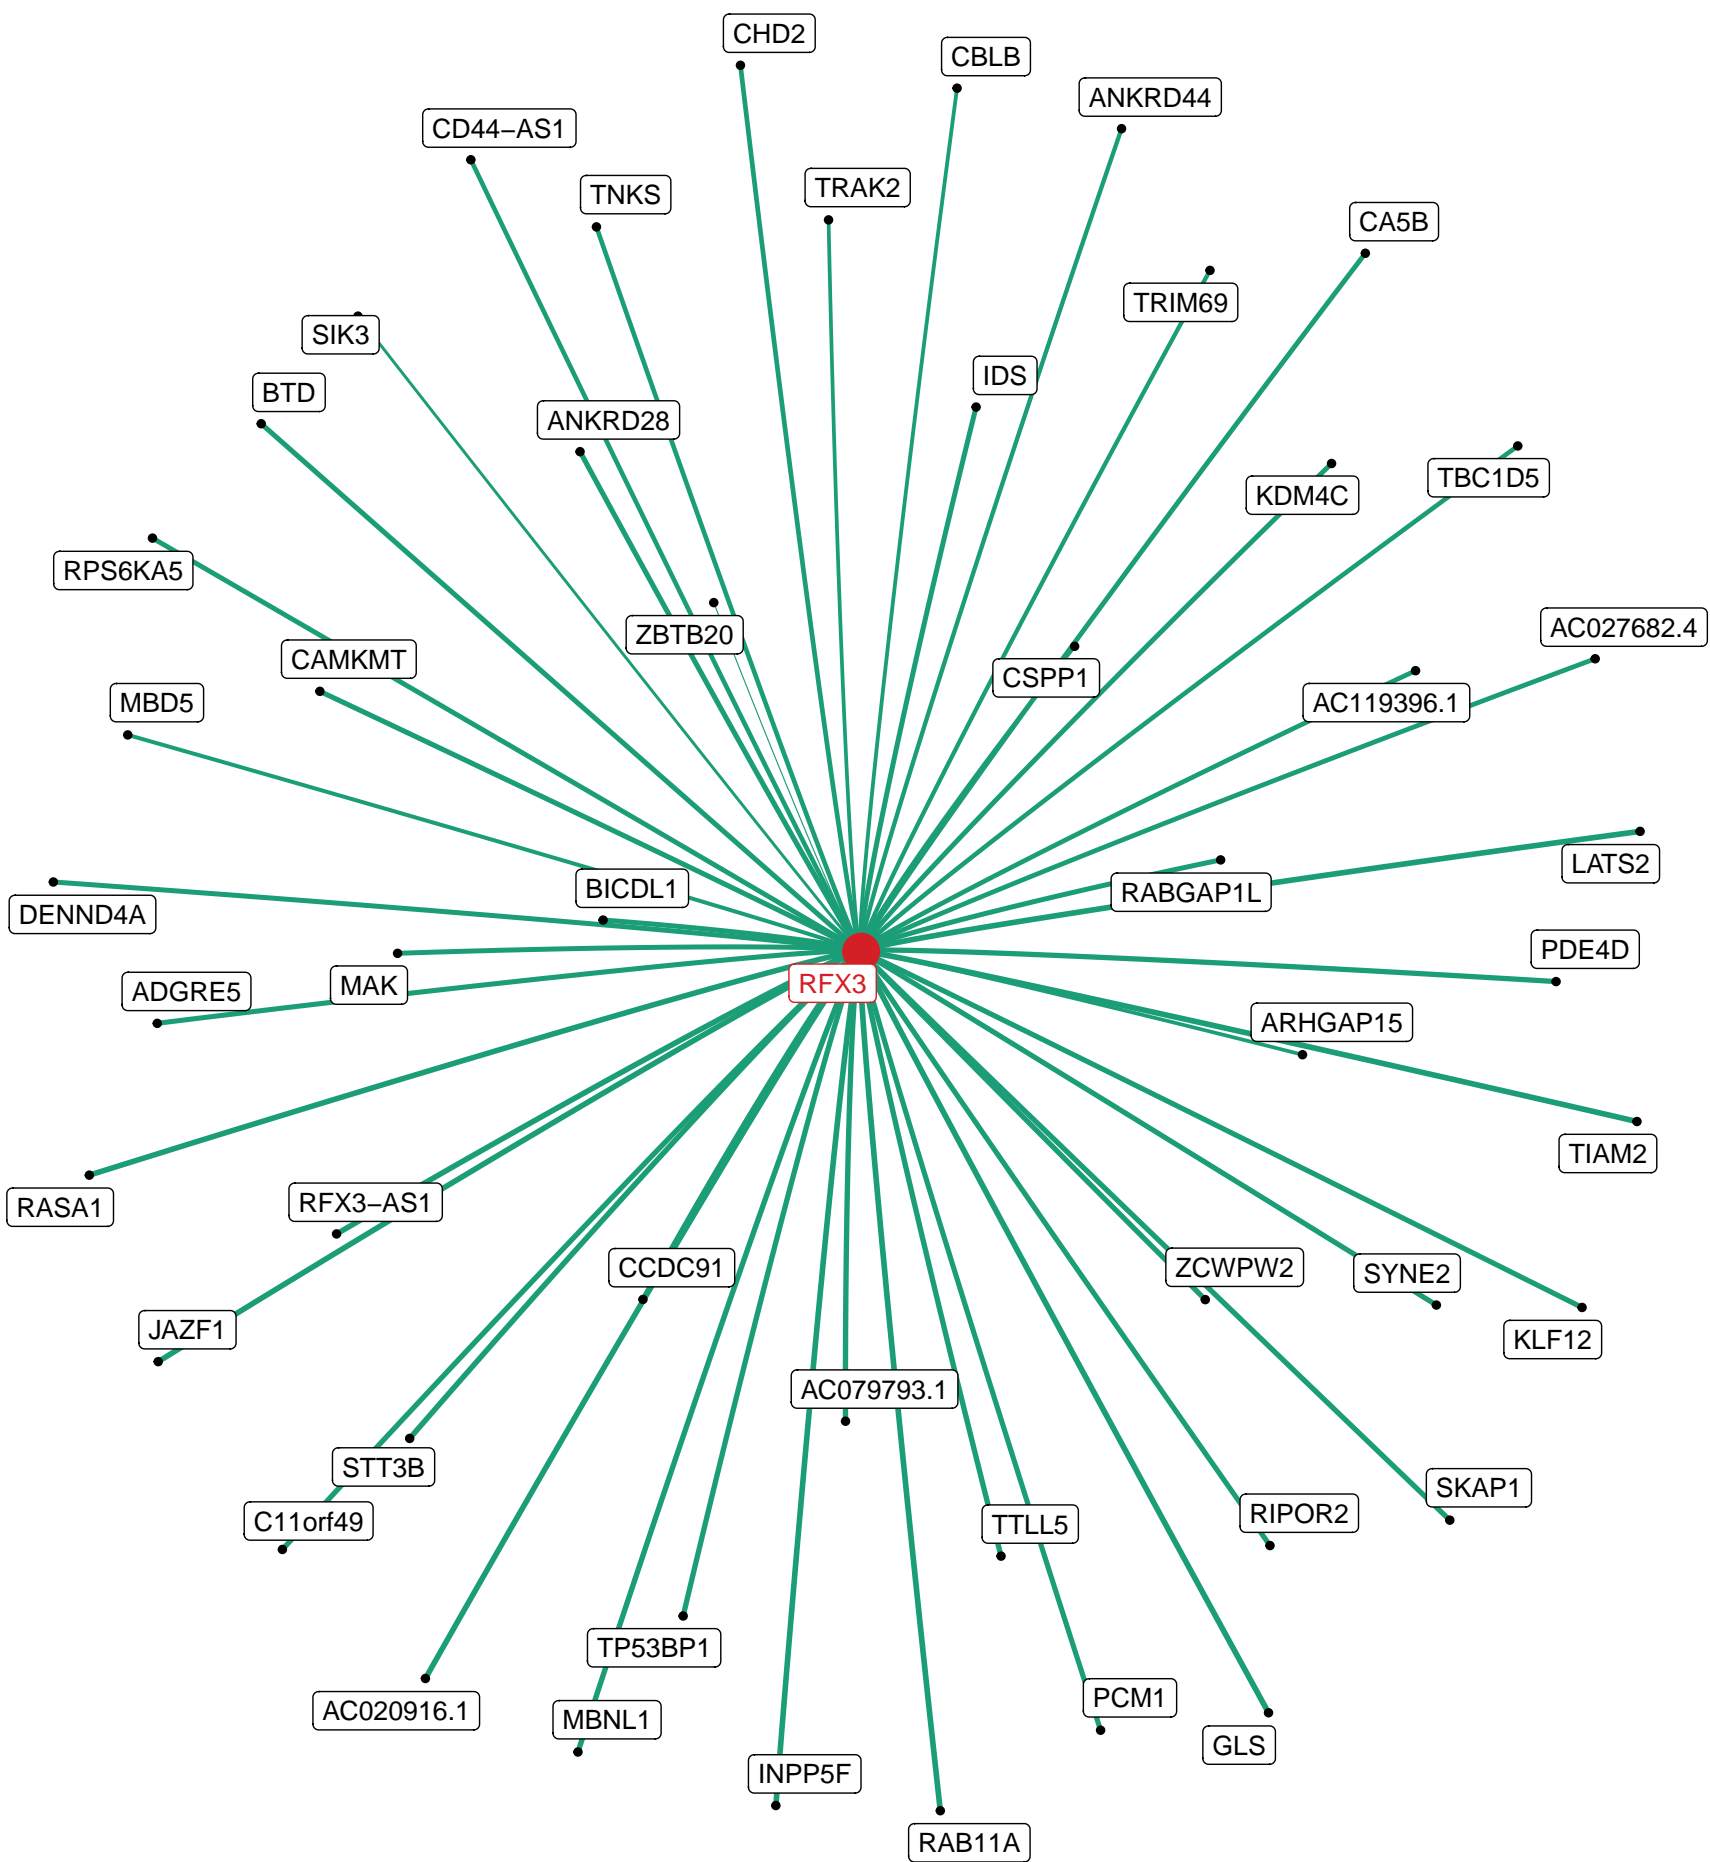 CHD2
CBLB
ANKRD44
CD44–AS1
TRAK2
TNKS
CA5B
TRIM69
SIK3
IDS
BTD
ANKRD28
TBC1D5
KDM4C
RPS6KA5
AC027682.4
ZBTB20
CAMKMT
CSPP1
MBD5
AC119396.1
LATS2
BICDL1
RABGAP1L
DENND4A
PDE4D
RFX3
MAK
ADGRE5
ARHGAP15
TIAM2
RFX3–AS1
RASA1
ZCWPW2
CCDC91
SYNE2
JAZF1
KLF12
AC079793.1
STT3B
SKAP1
RIPOR2
C11orf49
TTLL5
TP53BP1
PCM1
AC020916.1
MBNL1
GLS
INPP5F
RAB11A